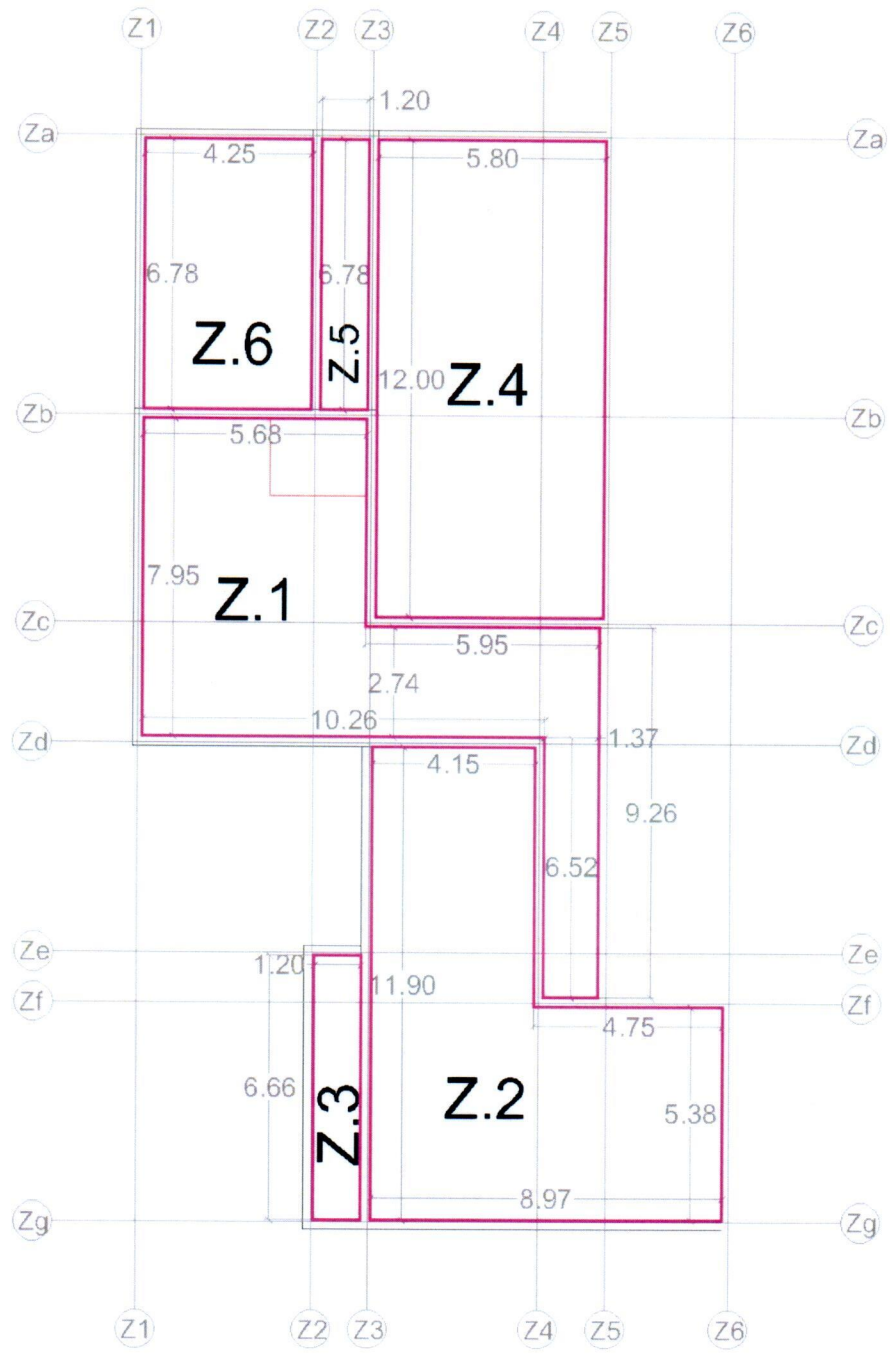 Z1 Z2 Z3 Z4 Z5 Z6
1.20
Za Za
4.25 5.80
6.78 6.78
Z.6 Z.5 12.00 Z.4
Zb Zb
5.68
7.95 Z.1
Zc Zc
5.95
2.74
10.26
Zd 1.37 Zd
4.15
9.26
6.52
Ze Ze
1.20
11.90
Zf Zf
4.75
6.66 Z.3 Z.2 5.38
8.97
Zg Zg
Z1 Z2 Z3 Z4 Z5 Z6